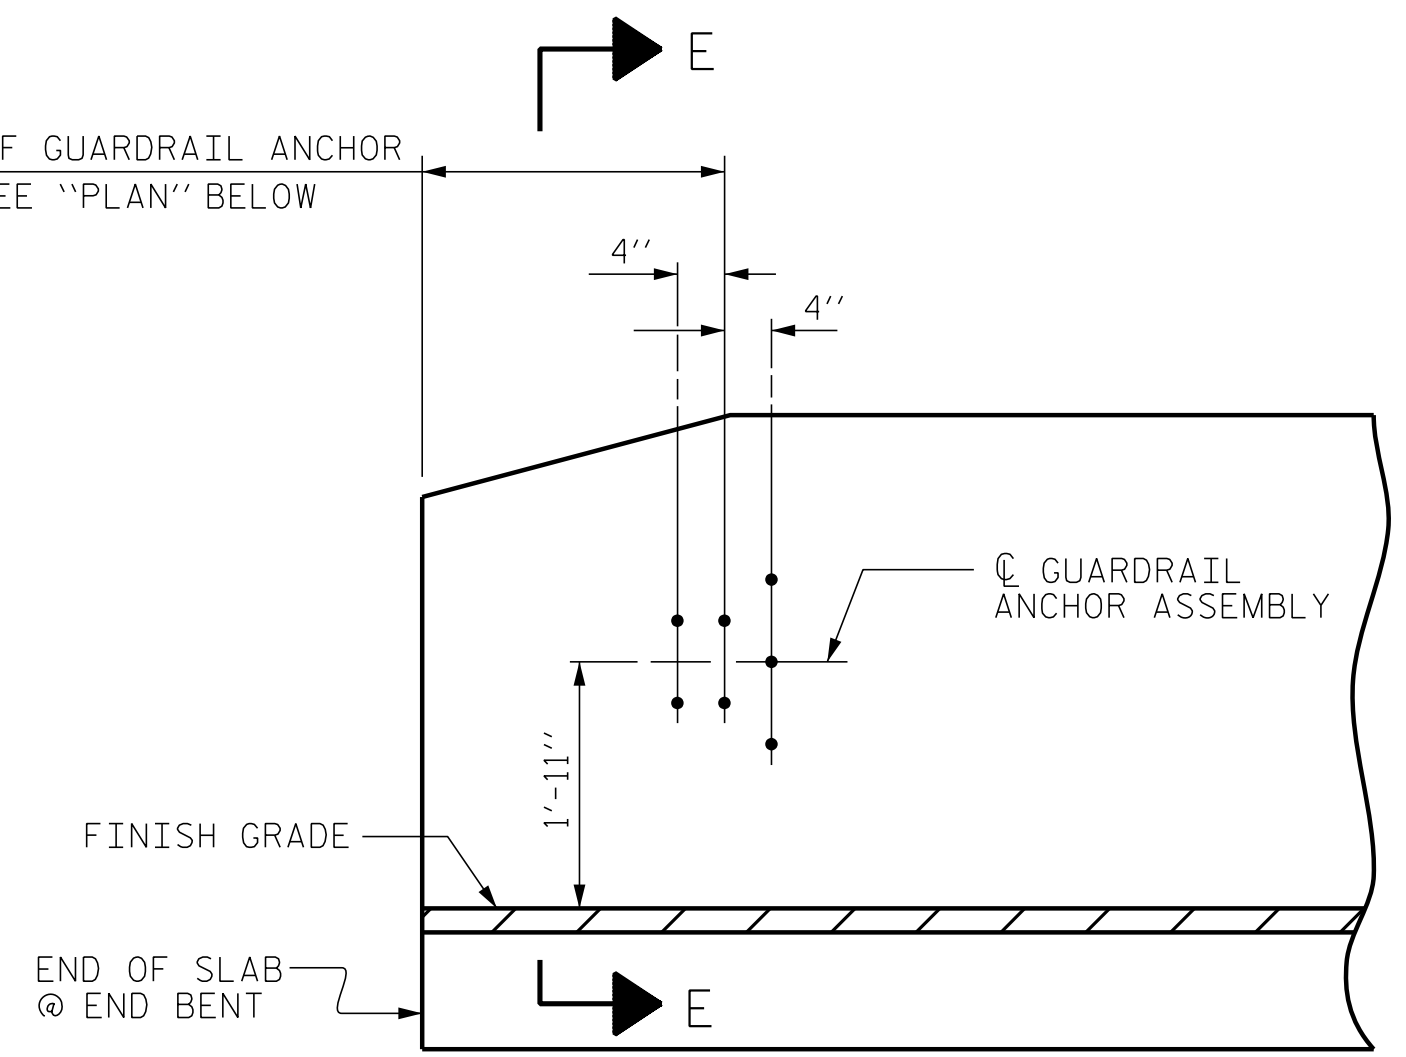 E
F GUARDRAIL ANCHOR
EE "PLAN" BELOW
4"
4"
℄ GUARDRAIL
ANCHOR ASSEMBLY
1'-11"
FINISH GRADE
END OF SLAB
@ END BENT
E